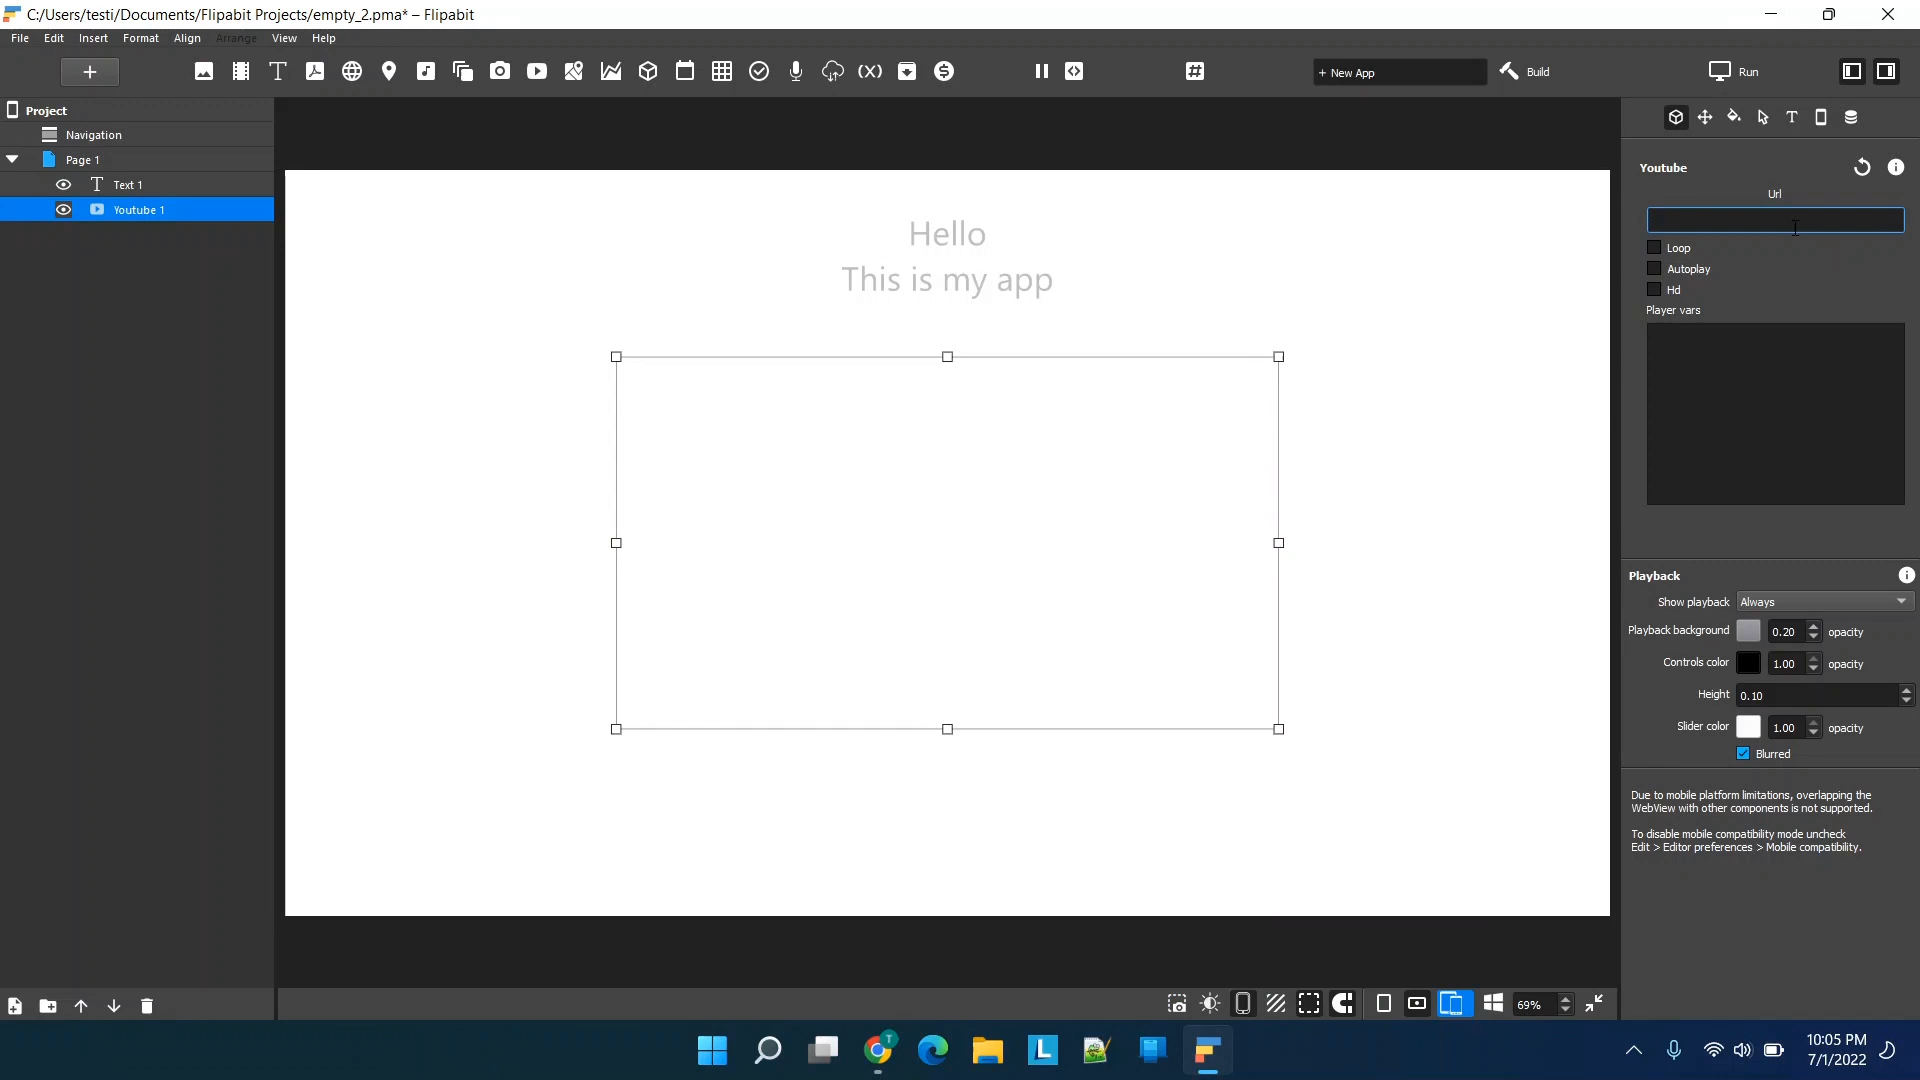 C:/Users/testi/Documents/Flipabit Projects/empty_2.pma* – Flipabit
File Edit Insert Format Align Arrange View Help
+ New App
Build
Run
Project
Navigation
Page 1
Text 1
Youtube 1
Hello
This is my app
Youtube
Url
Loop
Autoplay
Hd
Player vars
Playback
Show playback Always
Playback background 0.20 opacity
Controls color 1.00 opacity
Height 0.10
Slider color 1.00 opacity
Blurred
Due to mobile platform limitations, overlapping the
WebView with other components is not supported.
To disable mobile compatibility mode uncheck
Edit > Editor preferences > Mobile compatibility.
69%
10:05 PM
7/1/2022